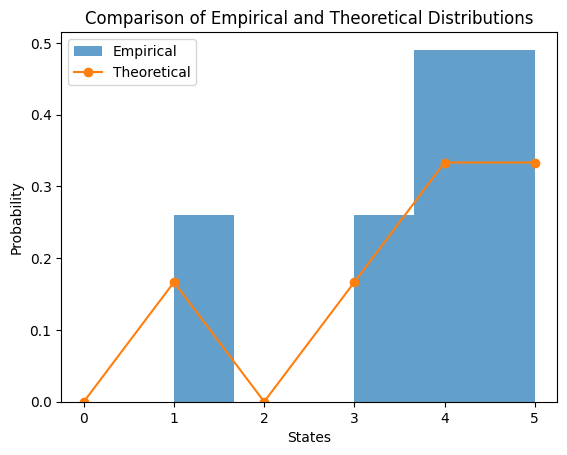 Comparison of Empirical and Theoretical Distributions
Empirical
Theoretical
Probability
0.5
0.4
0.3
0.2
0.1
0.0
0 1 2 3 4 5
States